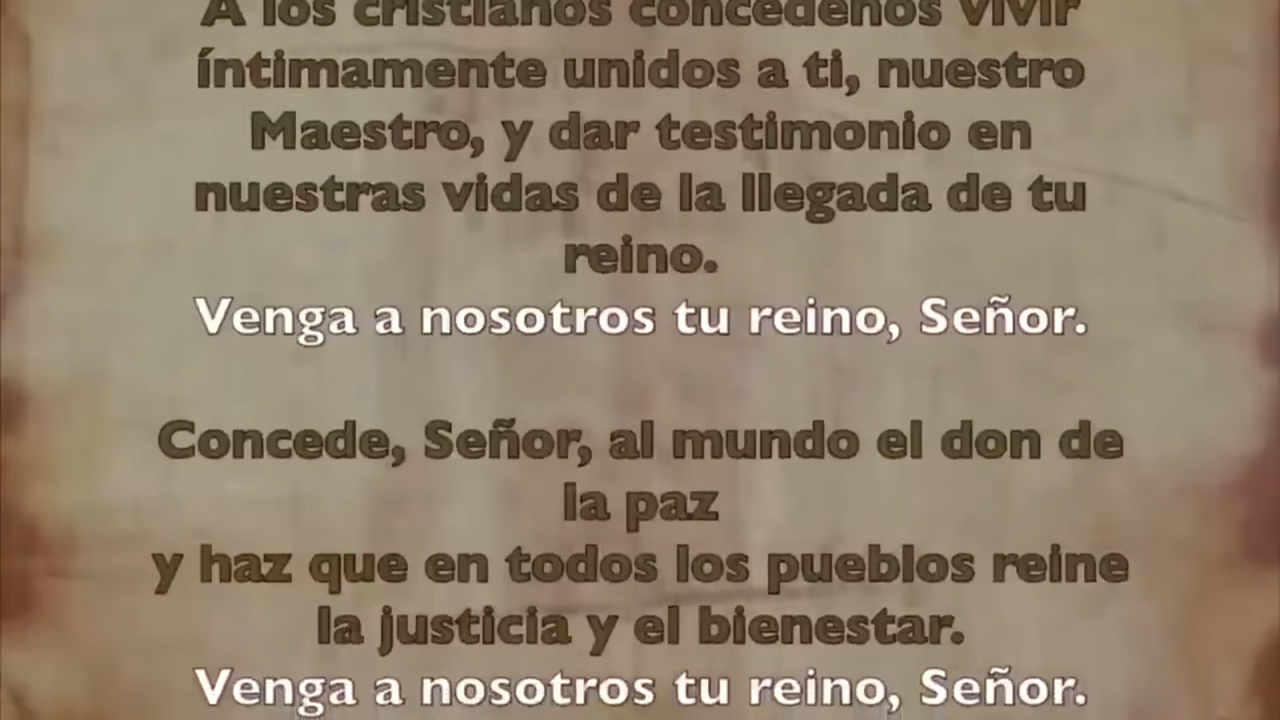 A los cristianos concédenos vivir
íntimamente unidos a ti, nuestro
Maestro, y dar testimonio en
nuestras vidas de la llegada de tu
reino.
Venga a nosotros tu reino, Señor.
Concede, Señor, al mundo el don de
la paz
y haz que en todos los pueblos reine
la justicia y el bienestar.
Venga a nosotros tu reino, Señor.